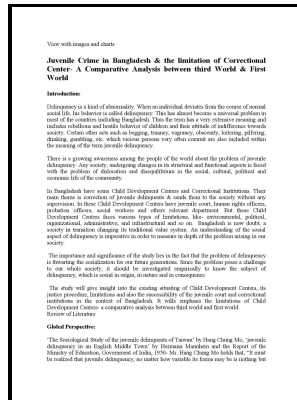 View with images and charts
Juvenile Crime in Bangladesh & the limitation of Correctional
Center- A Comparative Analysis between third World & First
World
Introduction:
Delinquency is a kind of abnormality. When an individual deviates from the course of normal
social life, his behavior is called delinquency. This has almost become a universal problem in
most of the countries including Bangladesh. Thus the term has a very extensive meaning and
includes rebellious and hostile behavior of children and their attitude of indifference towards
society. Certain other acts such as begging, truancy, vagrancy, obscenity, loitering, pilfering,
drinking, gambling, etc. which vicious persons very often commit are also included within
the meaning of the term juvenile delinquency.
There is a growing awareness among the people of the world about the problem of juvenile
delinquency. Any society, undergoing changes in its structural and functional aspects is faced
with the problem of dislocation and disequilibrium in the social, cultural, political and
economic life of the community.
In Bangladesh have some Child Development Centers and Correctional Institutions. Their
main theme is correction of juvenile delinquents & sends them to the society without any
supervision. In these Child Development Centers have juvenile court, human rights officers,
probation officers, social workers and others relevant department. But those Child
Development Centers faces various types of limitations, like- environmental, political,
organizational, administrative, and infrastructural and so on. Bangladesh is now doubt, a
society in transition changing its traditional value system. An understanding of the social
aspect of delinquency is imperative in order to measure in depth of the problem arising in our
society.
The importance and significance of the study lies in the fact that the problem of delinquency
is thwarting the socialization for our future generations. Since the problem poses a challenge
to our whole society, it should be investigated empirically to know the subject of
delinquency, which is social in origin, in nature and in consequence.
The study will give insight into the existing situating of Child Development Centers, its
justice procedure, limitations and also the successability of the juvenile court and correctional
institutions in the context of Bangladesh. It wills emphasis the limitations of Child
Development Centers- a comparative analysis between third world and first world.
Review of Literature
Global Perspective:
'The Sociological Study of the juvenile delinquents of Taiwan' by Hang Chung Mo, 'juvenile
delinquency in an English Middle Town' by Hermann Mannheim and the Report of the
Ministry of Education, Government of India, 1950- Mr. Hang Chung Mo holds that, "It must
be realized that juvenile delinquency, no matter how variable its forms may be is nothing but